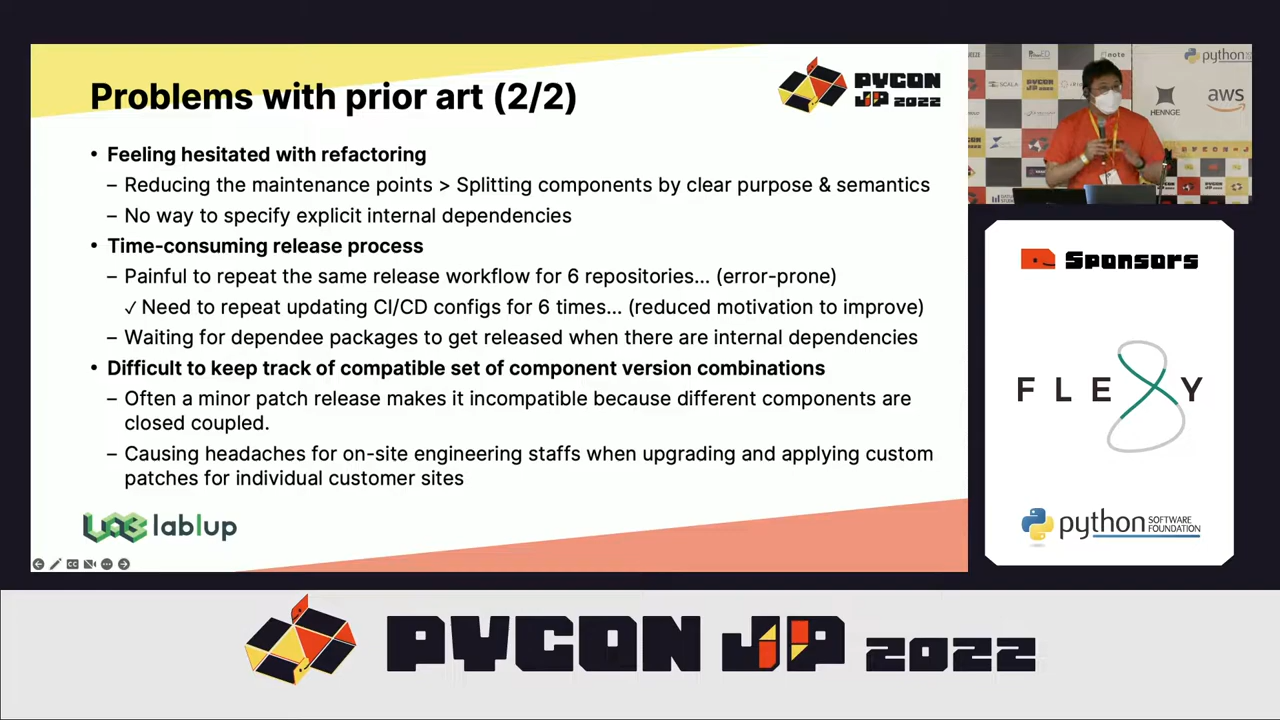 Problems with prior art (2/2)
PYCON
JP 2022
• Feeling hesitated with refactoring
– Reducing the maintenance points > Splitting components by clear purpose & semantics
– No way to specify explicit internal dependencies
• Time-consuming release process
– Painful to repeat the same release workflow for 6 repositories... (error-prone)
✓ Need to repeat updating CI/CD configs for 6 times... (reduced motivation to improve)
– Waiting for dependee packages to get released when there are internal dependencies
• Difficult to keep track of compatible set of component version combinations
– Often a minor patch release makes it incompatible because different components are
closed coupled.
– Causing headaches for on-site engineering staffs when upgrading and applying custom
patches for individual customer sites
lablup
note
python
SCALA
PYCON
HENNGE
aws
Sponsors
FLEXY
python SOFTWARE
FOUNDATION
PYCON JP 2022